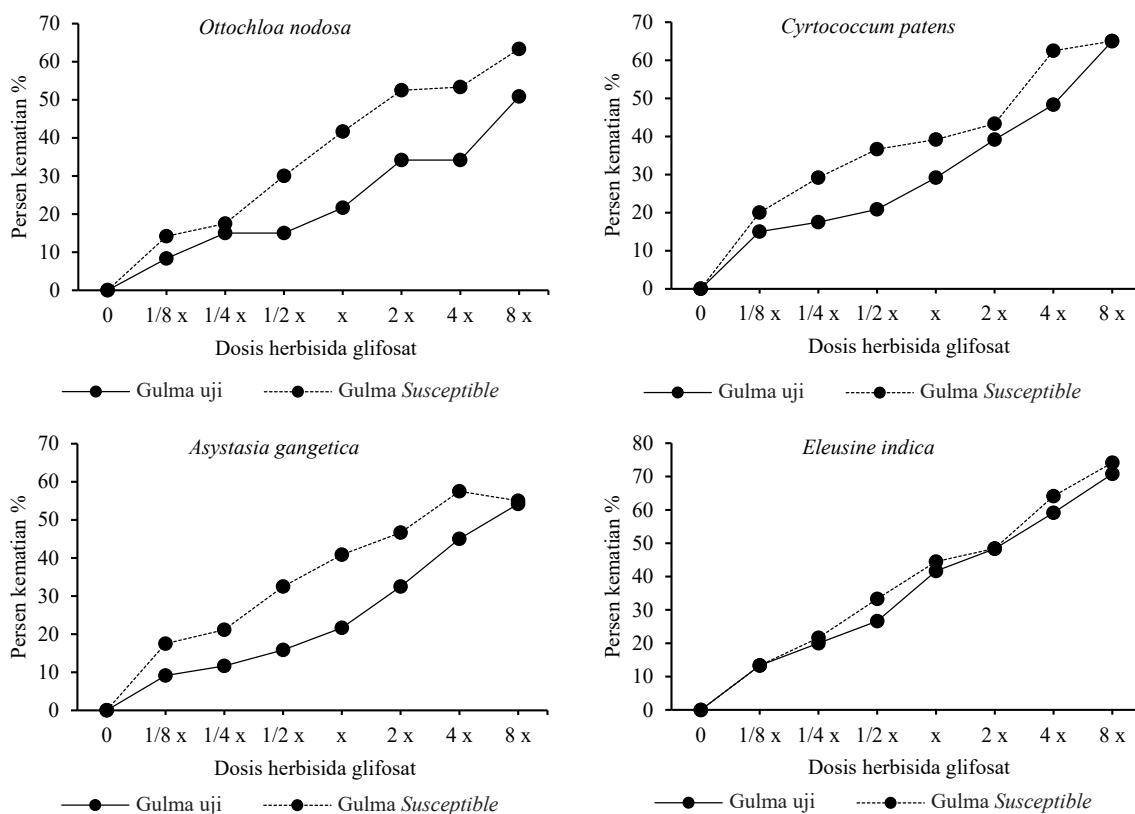 Ottochloa nodosa
Persen kematian %
70
60
50
40
30
20
10
0
0 1/8 x 1/4 x 1/2 x x 2 x 4 x 8 x
Dosis herbisida glifosat
Gulma uji Gulma Susceptible
Cyrtococcum patens
Persen kematian %
70
60
50
40
30
20
10
0
0 1/8 x 1/4 x 1/2 x x 2 x 4 x 8 x
Dosis herbisida glifosat
Gulma uji Gulma Susceptible
Asystasia gangetica
Persen kematian %
70
60
50
40
30
20
10
0
0 1/8 x 1/4 x 1/2 x x 2 x 4 x 8 x
Dosis herbisida glifosat
Gulma uji Gulma Susceptible
Eleusine indica
Persen kematian %
80
70
60
50
40
30
20
10
0
0 1/8 x 1/4 x 1/2 x x 2 x 4 x 8 x
Dosis herbisida glifosat
Gulma uji Gulma Susceptible